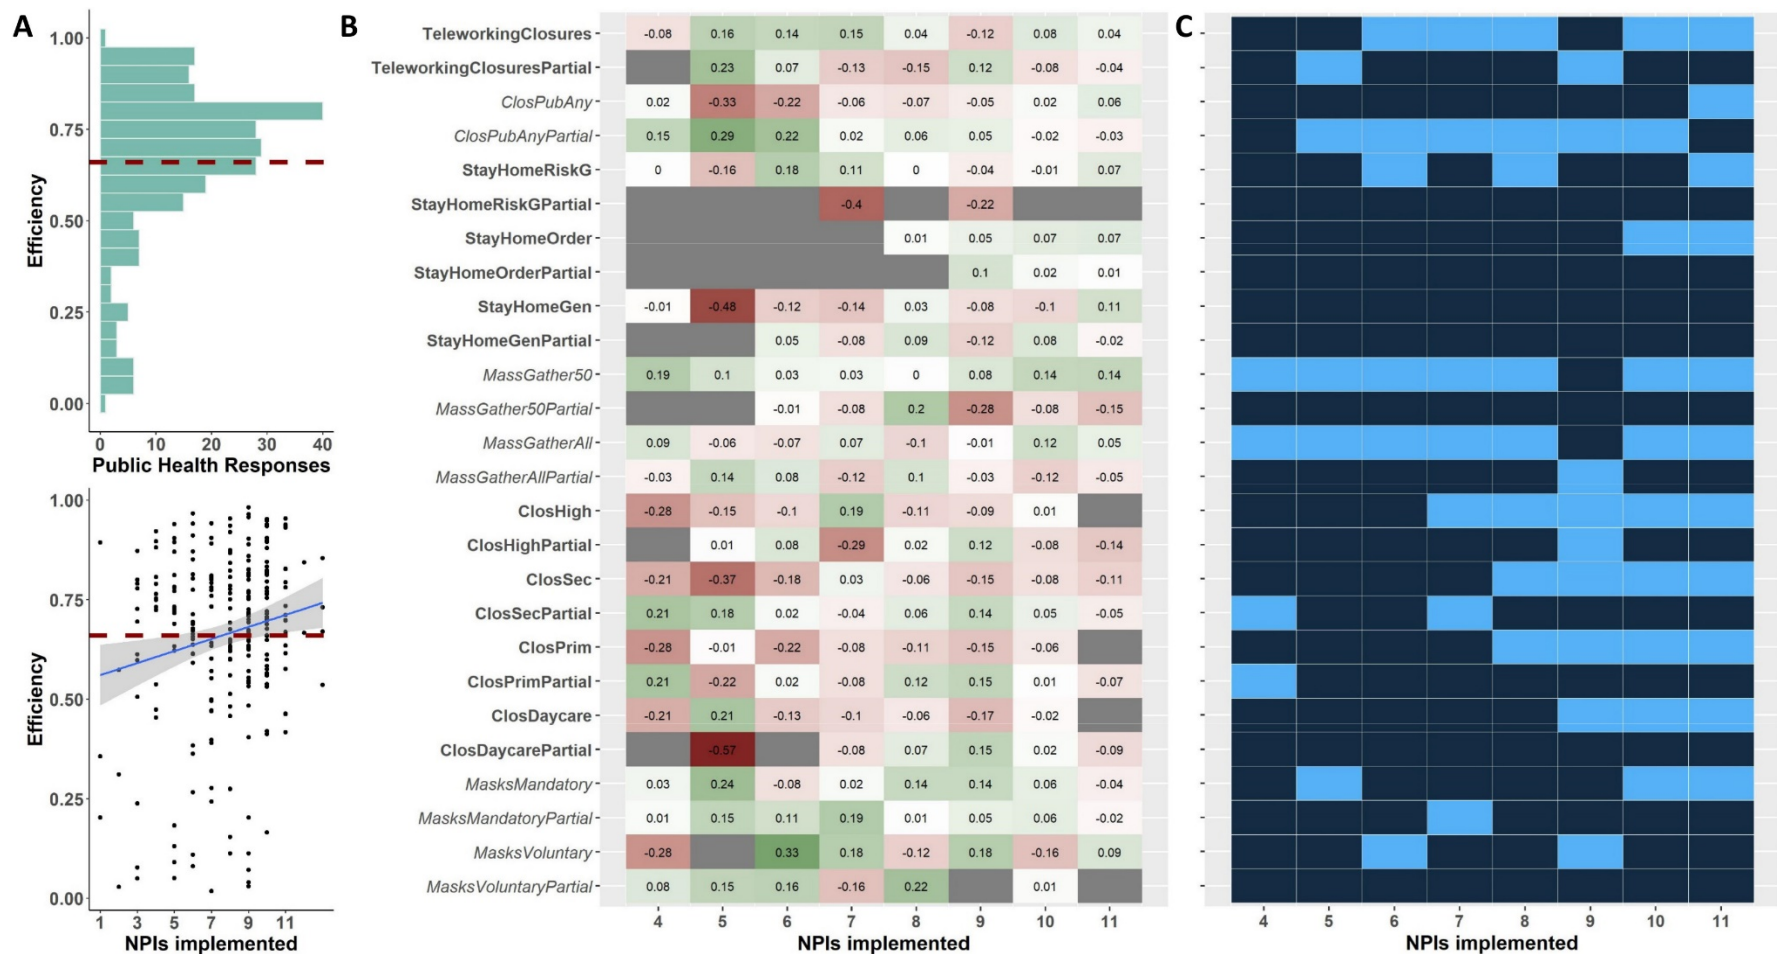 A
1.00
0.75
0.50
0.25
0.00
Efficiency
0 10 20 30 40
Public Health Responses
1.00
0.75
0.50
0.25
0.00
Efficiency
1 3 5 7 9 11
NPIs implemented
B
TeleworkingClosures -0.08 0.16 0.14 0.15 0.04 -0.12 0.08 0.04
TeleworkingClosuresPartial 0.23 0.07 -0.13 -0.15 0.12 -0.08 -0.04
ClosPubAny 0.02 -0.33 -0.22 -0.06 -0.07 -0.05 0.02 0.06
ClosPubAnyPartial 0.15 0.29 0.22 0.02 0.06 0.05 -0.02 -0.03
StayHomeRiskG 0 -0.16 0.18 0.11 0 -0.04 -0.01 0.07
StayHomeRiskGPartial -0.4 -0.22
StayHomeOrder 0.01 0.05 0.07 0.07
StayHomeOrderPartial 0.1 0.02 0.01
StayHomeGen -0.01 -0.48 -0.12 -0.14 0.03 -0.08 -0.1 0.11
StayHomeGenPartial 0.05 -0.08 0.09 -0.12 0.08 -0.02
MassGather50 0.19 0.1 0.03 0.03 0 0.08 0.14 0.14
MassGather50Partial -0.01 -0.08 0.2 -0.28 -0.08 -0.15
MassGatherAll 0.09 -0.06 -0.07 0.07 -0.1 -0.01 0.12 0.05
MassGatherAllPartial -0.03 0.14 0.08 -0.12 0.1 -0.03 -0.12 -0.05
ClosHigh -0.28 -0.15 -0.1 0.19 -0.11 -0.09 0.01
ClosHighPartial 0.01 0.08 -0.29 0.02 0.12 -0.08 -0.14
ClosSec -0.21 -0.37 -0.18 0.03 -0.06 -0.15 -0.08 -0.11
ClosSecPartial 0.21 0.18 0.02 -0.04 0.06 0.14 0.05 -0.05
ClosPrim -0.28 -0.01 -0.22 -0.08 -0.11 -0.15 -0.06
ClosPrimPartial 0.21 -0.22 0.02 -0.08 0.12 0.15 0.01 -0.07
ClosDaycare -0.21 0.21 -0.13 -0.1 -0.06 -0.17 -0.02
ClosDaycarePartial -0.57 -0.08 0.07 0.15 0.02 -0.09
MasksMandatory 0.03 0.24 -0.08 0.02 0.14 0.14 0.06 -0.04
MasksMandatoryPartial 0.01 0.15 0.11 0.19 0.01 0.05 0.06 -0.02
MasksVoluntary -0.28 0.33 0.18 -0.12 0.18 -0.16 0.09
MasksVoluntaryPartial 0.08 0.15 0.16 -0.16 0.22 0.01
4 5 6 7 8 9 10 11
NPIs implemented
C
4 5 6 7 8 9 10 11
NPIs implemented